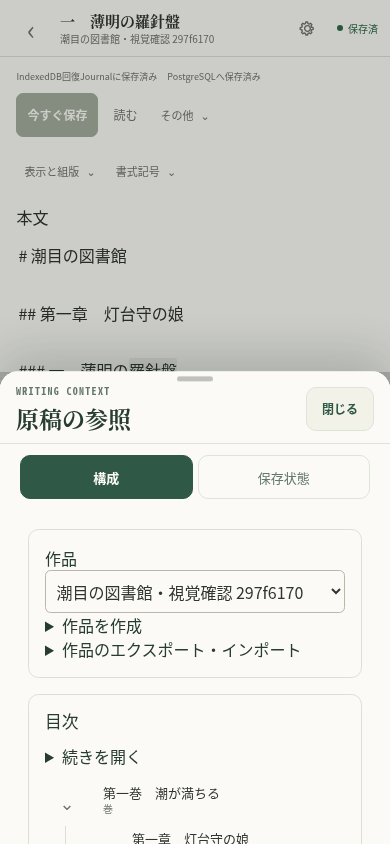 一　薄明の羅針盤
潮目の図書館・視覚確認 297f6170
保存済
IndexedDB回復Journalに保存済み　PostgreSQLへ保存済み
今すぐ保存
読む
その他
表示と組版
書式記号
本文
# 潮目の図書館
## 第一章　灯台守の娘
### 一　薄明の羅針盤
WRITING CONTEXT
原稿の参照
閉じる
構成
保存状態
作品
潮目の図書館・視覚確認 297f6170
作品を作成
作品のエクスポート・インポート
目次
続きを開く
第一巻　潮が満ちる
巻
第一章　灯台守の娘